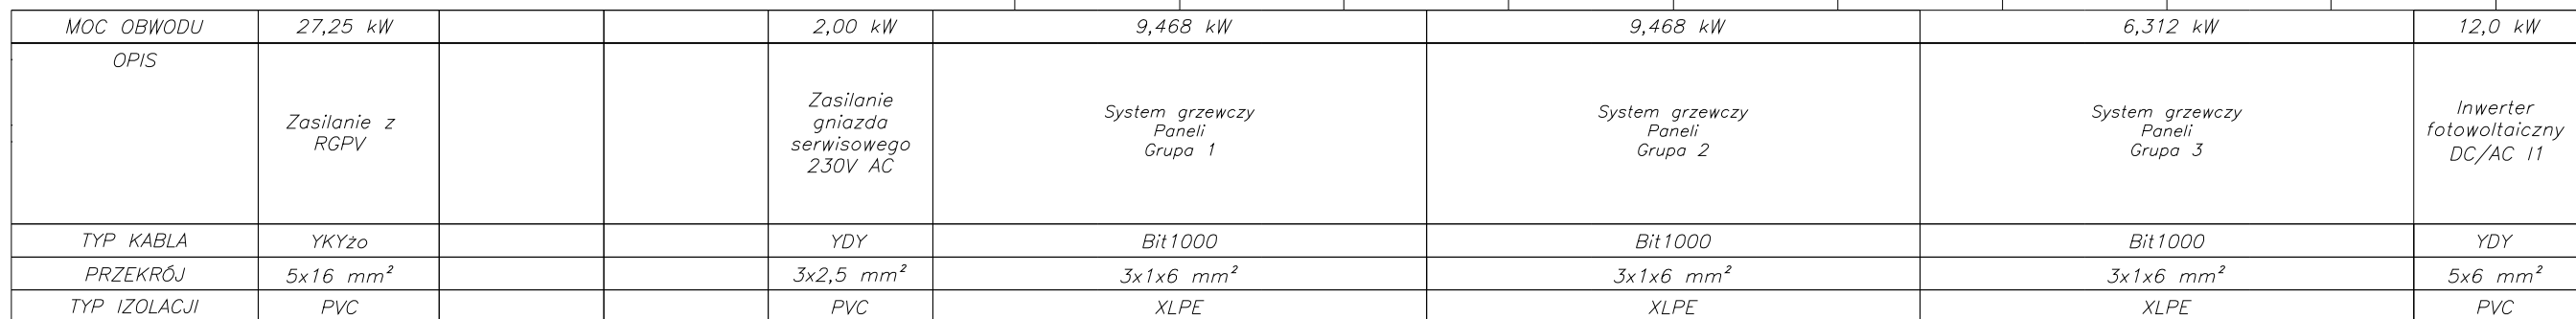 MOC OBWODU 27,25 kW 2,00 kW 9,468 kW 9,468 kW 6,312 kW 12,0 kW
OPIS
Zasilanie z
RGPV
Zasilanie
gniazda
serwisowego
230V AC
System grzewczy
Paneli
Grupa 1
System grzewczy
Paneli
Grupa 2
System grzewczy
Paneli
Grupa 3
Inwerter
fotowoltaiczny
DC/AC I1
TYP KABLA YKYżo YDY Bit1000 Bit1000 Bit1000 YDY
PRZEKRÓJ 5x16 mm² 3x2,5 mm² 3x1x6 mm² 3x1x6 mm² 3x1x6 mm² 5x6 mm²
TYP IZOLACJI PVC PVC XLPE XLPE XLPE PVC